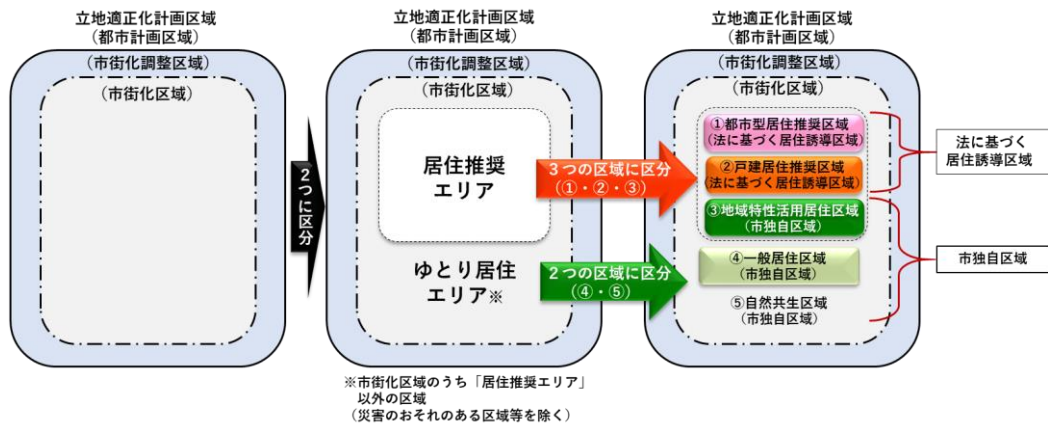 立地適正化計画区域
(都市計画区域)
(市街化調整区域)
(市街化区域)
2つに区分
立地適正化計画区域
(都市計画区域)
(市街化調整区域)
(市街化区域)
居住推奨
エリア
ゆとり居住
エリア※
※市街化区域のうち「居住推奨エリア」
以外の区域
(災害のおそれのある区域等を除く)
3つの区域に区分
(①・②・③)
2つの区域に区分
(④・⑤)
立地適正化計画区域
(都市計画区域)
(市街化調整区域)
(市街化区域)
①都市型居住推奨区域
(法に基づく居住誘導区域)
②戸建居住推奨区域
(法に基づく居住誘導区域)
③地域特性活用居住区域
(市独自区域)
④一般居住区域
(市独自区域)
⑤自然共生区域
(市独自区域)
法に基づく
居住誘導区域
市独自区域